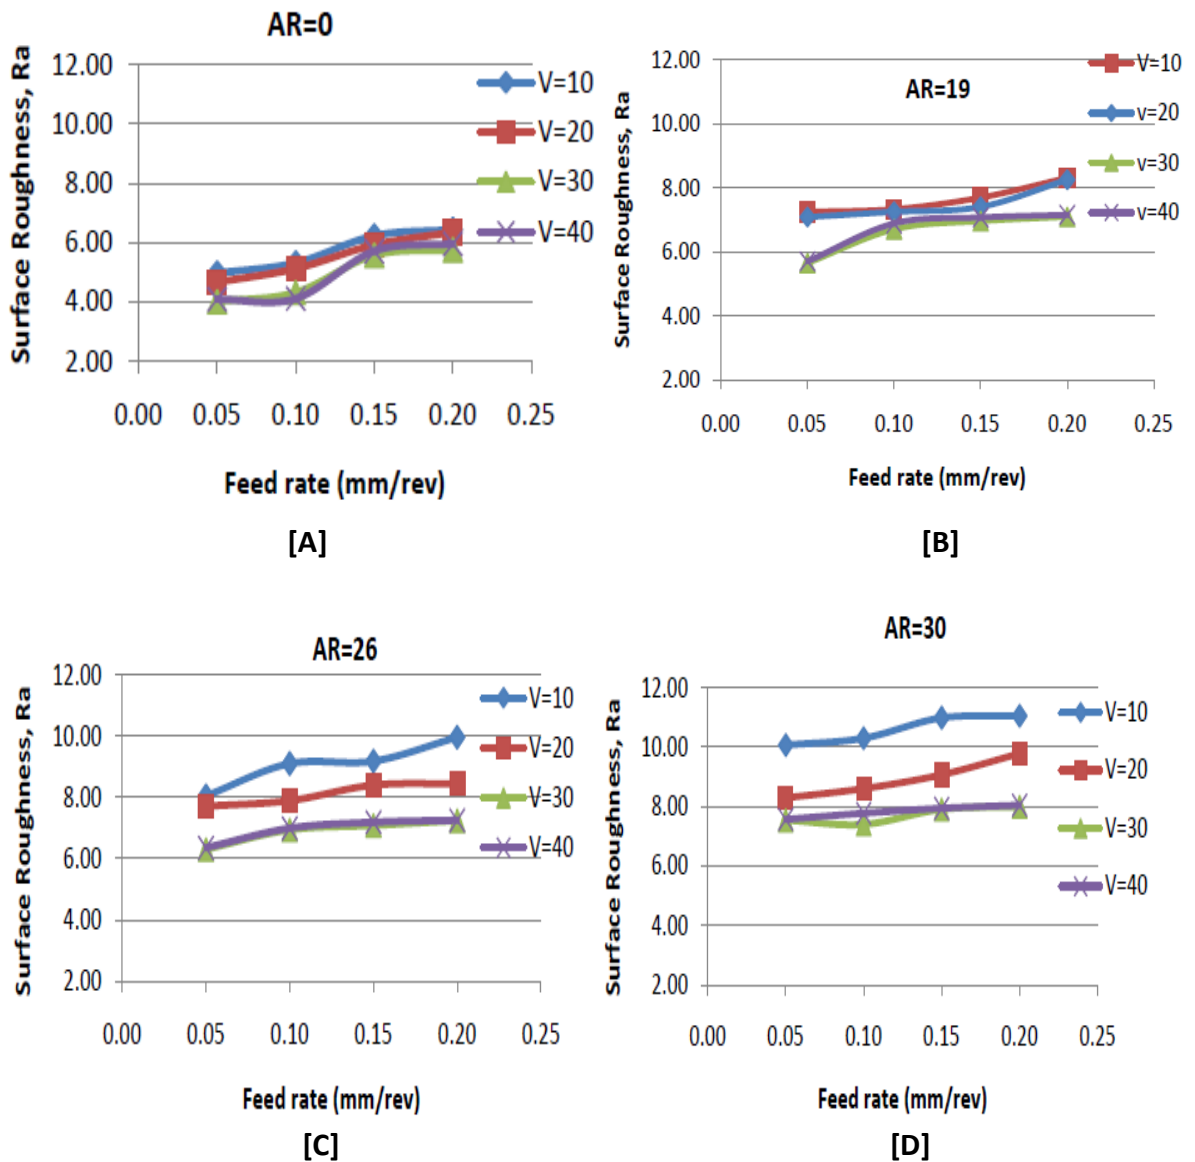 AR=0
Surface Roughness, Ra
12.00
10.00
8.00
6.00
4.00
2.00
0.00 0.05 0.10 0.15 0.20 0.25
Feed rate (mm/rev)
V=10
V=20
V=30
V=40
[A]
AR=19
Surface Roughness, Ra
12.00
10.00
8.00
6.00
4.00
2.00
0.00 0.05 0.10 0.15 0.20 0.25
Feed rate (mm/rev)
V=10
v=20
v=30
v=40
[B]
AR=26
Surface Roughness, Ra
12.00
10.00
8.00
6.00
4.00
2.00
0.00 0.05 0.10 0.15 0.20 0.25
Feed rate (mm/rev)
V=10
V=20
V=30
V=40
[C]
AR=30
Surface Roughness, Ra
12.00
10.00
8.00
6.00
4.00
2.00
0.00 0.05 0.10 0.15 0.20 0.25
Feed rate (mm/rev)
V=10
V=20
V=30
V=40
[D]